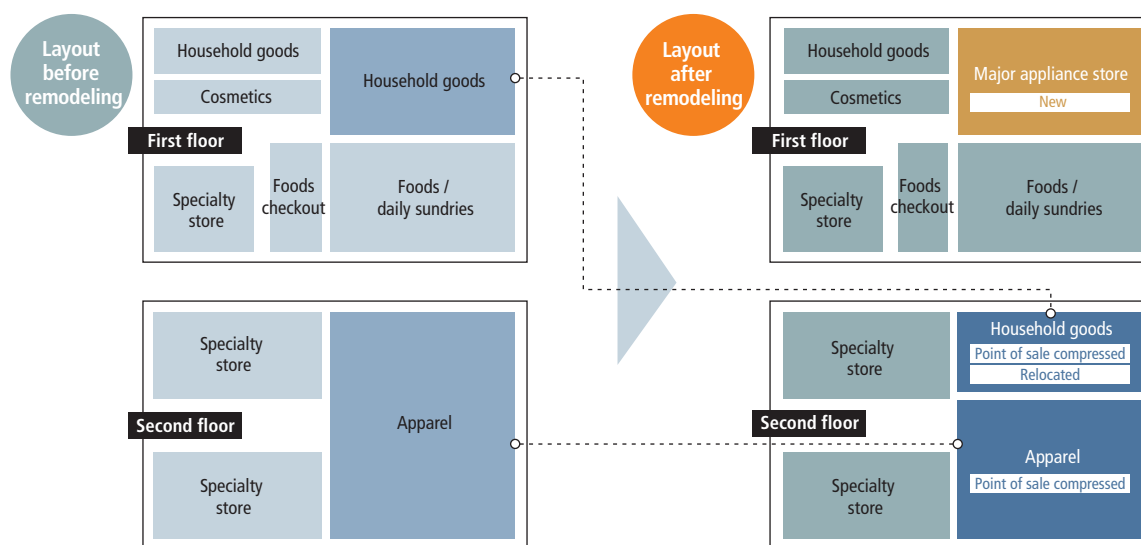 Layout
before
remodeling
Household goods
Cosmetics
Household goods
First floor
Specialty
store
Foods
checkout
Foods /
daily sundries
Specialty
store
Second floor
Apparel
Specialty
store
Layout
after
remodeling
Household goods
Cosmetics
Major appliance store
New
First floor
Specialty
store
Foods
checkout
Foods /
daily sundries
Specialty
store
Household goods
Point of sale compressed
Relocated
Second floor
Specialty
store
Apparel
Point of sale compressed